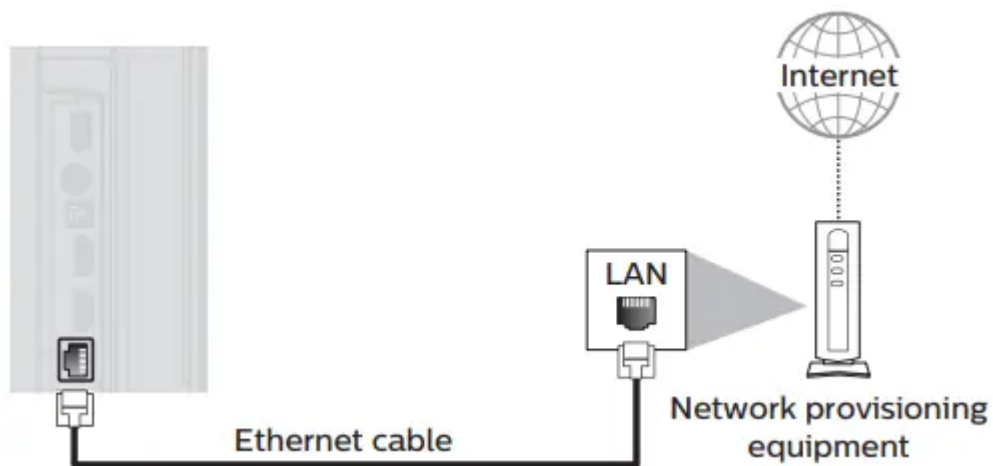 Internet
LAN
Ethernet cable
Network provisioning
equipment